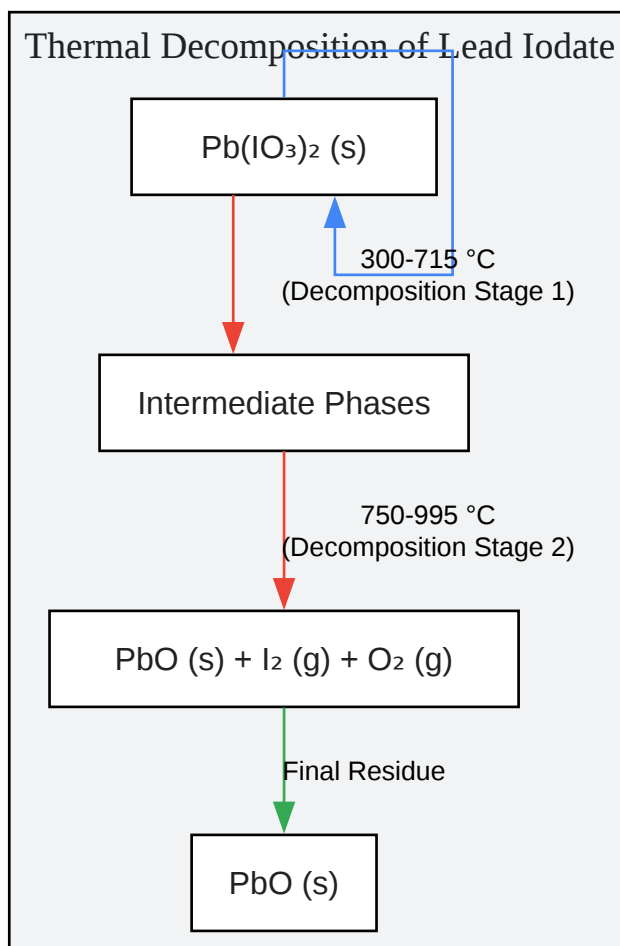 Thermal Decomposition of Lead Iodate
Pb(IO₃)₂ (s)
300-715 °C
(Decomposition Stage 1)
Intermediate Phases
750-995 °C
(Decomposition Stage 2)
PbO (s) + I₂ (g) + O₂ (g)
Final Residue
PbO (s)